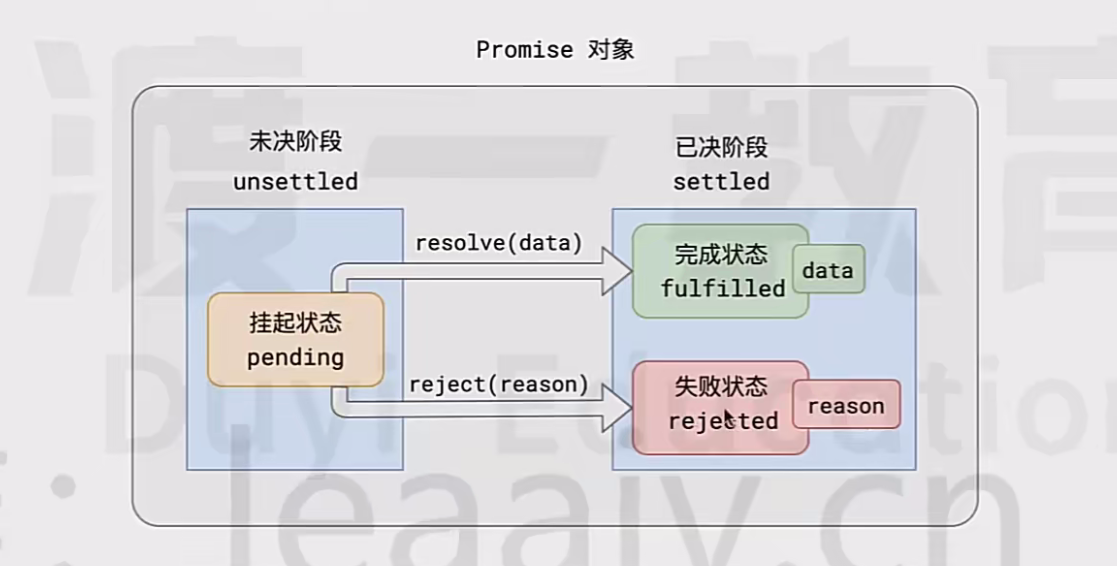 Promise 对象
未决阶段
unsettled
已决阶段
settled
挂起状态
pending
resolve(data)
reject(reason)
完成状态
fulfilled
data
失败状态
rejected
reason
渡一教育
Duyi Education